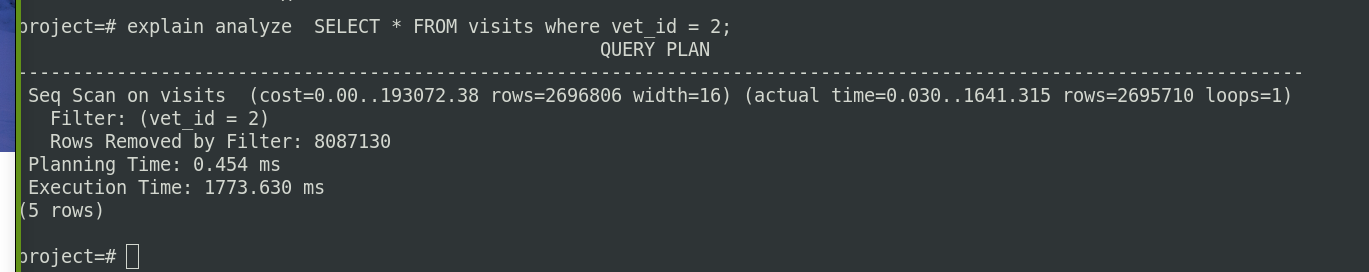 project=# explain analyze  SELECT * FROM visits where vet_id = 2;
QUERY PLAN
-----------------------------------------------------------------------------------------------------------------------
Seq Scan on visits  (cost=0.00..193072.38 rows=2696806 width=16) (actual time=0.030..1641.315 rows=2695710 loops=1)
Filter: (vet_id = 2)
Rows Removed by Filter: 8087130
Planning Time: 0.454 ms
Execution Time: 1773.630 ms
(5 rows)
project=#